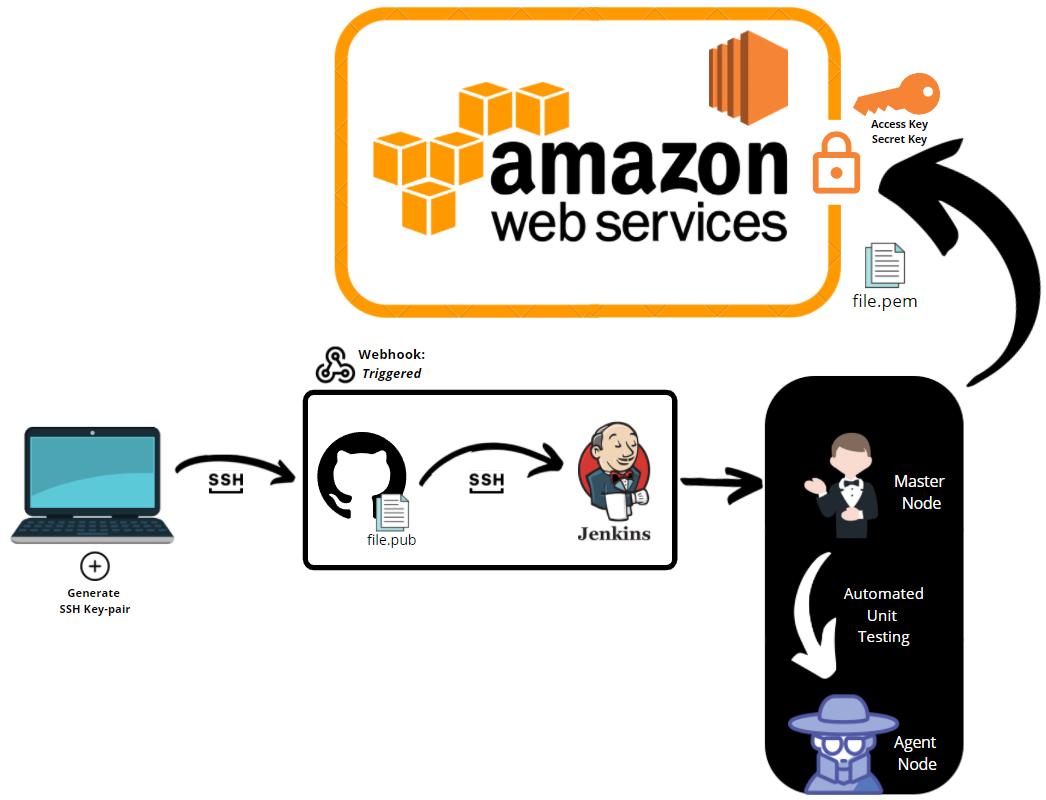 amazon
web services
Access Key
Secret Key
file.pem
Webhook:
Triggered
SSH
SSH
file.pub
Jenkins
Generate
SSH Key-pair
Master
Node
Automated
Unit
Testing
Agent
Node